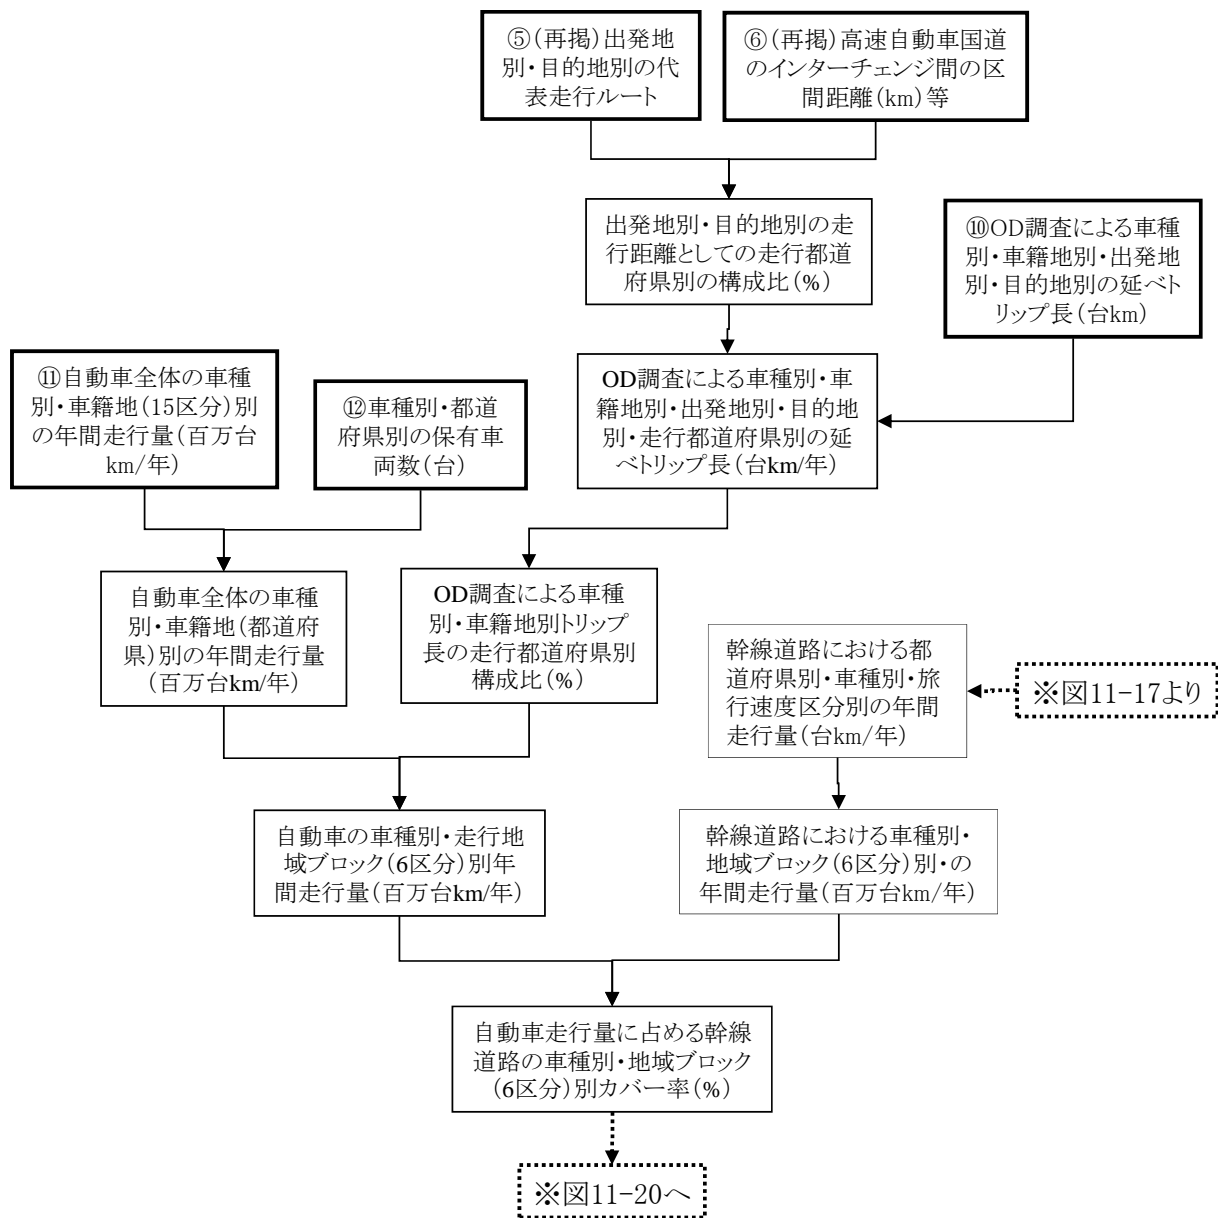 ⑤(再掲)出発地
別・目的地別の代
表走行ルート
⑥(再掲)高速自動車国道
のインターチェンジ間の区
間距離(km)等
出発地別・目的地別の走
行距離としての走行都道
府県別の構成比(%)
⑩OD調査による車種
別・車籍地別・出発地
別・目的地別の延べト
リップ長(台km)
⑪自動車全体の車種
別・車籍地(15区分)別
の年間走行量(百万台
km/年)
⑫車種別・都道
府県別の保有車
両数(台)
OD調査による車種別・車
籍地別・出発地別・目的地
別・走行都道府県別の延
べトリップ長(台km/年)
自動車全体の車種
別・車籍地(都道府
県)別の年間走行量
(百万台km/年)
OD調査による車種
別・車籍地別トリップ
長の走行都道府県別
構成比(%)
幹線道路における都
道府県別・車種別・旅
行速度区分別の年間
走行量(台km/年)
※図11-17より
自動車の車種別・走行地
域ブロック(6区分)別年
間走行量(百万台km/年)
幹線道路における車種別・
地域ブロック(6区分)別・の
年間走行量(百万台km/年)
自動車走行量に占める幹線
道路の車種別・地域ブロック
(6区分)別カバー率(%)
※図11-20へ